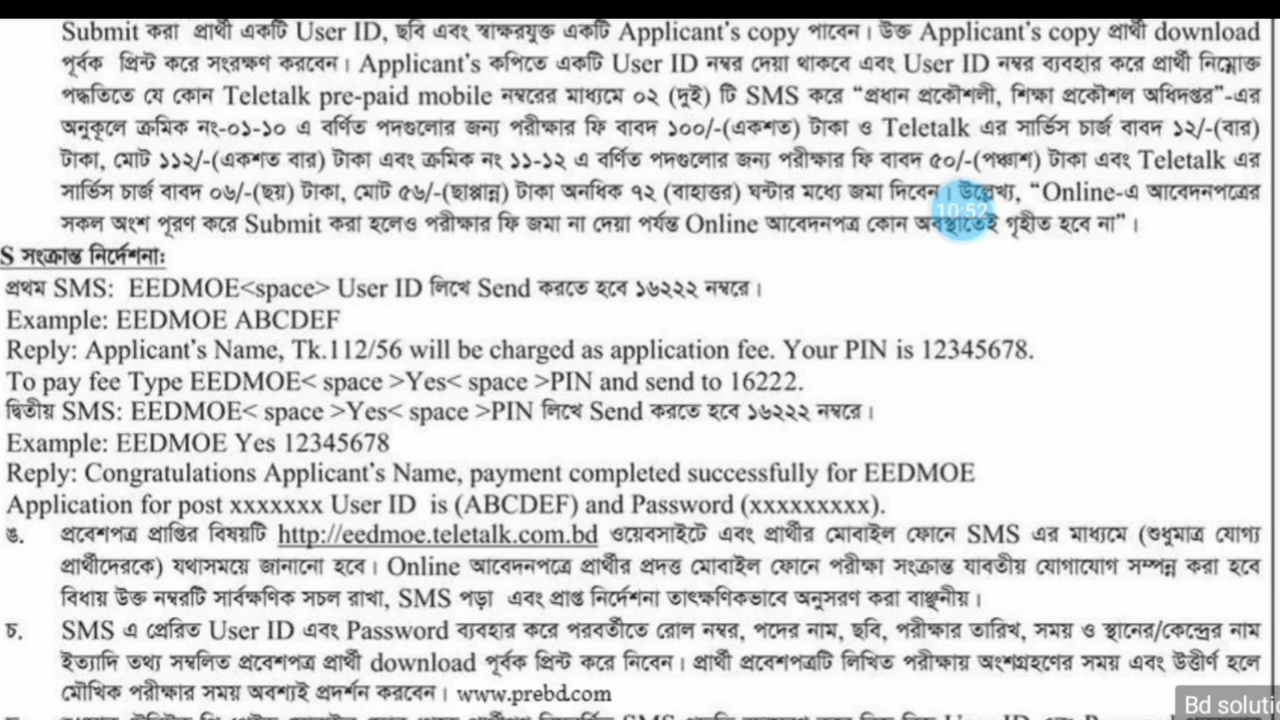 Submit করা প্রার্থী একটি User ID, ছবি এবং স্বাক্ষরযুক্ত একটি Applicant's copy পাবেন। উক্ত Applicant's copy প্রার্থী download
পূর্বক প্রিন্ট করে সংরক্ষণ করবেন। Applicant's কপিতে একটি User ID নম্বর দেয়া থাকবে এবং User ID নম্বর ব্যবহার করে প্রার্থী নিম্নোক্ত
পদ্ধতিতে যে কোন Teletalk pre-paid mobile নম্বরের মাধ্যমে ০২ (দুই) টি SMS করে “প্রধান প্রকৌশলী, শিক্ষা প্রকৌশল অধিদপ্তর”-এর
অনুকূলে ক্রমিক নং-০১-১০ এ বর্ণিত পদগুলোর জন্য পরীক্ষার ফি বাবদ ১০০/-(একশত) টাকা ও Teletalk এর সার্ভিস চার্জ বাবদ ১২/-(বার)
টাকা, মোট ১১২/-(একশত বার) টাকা এবং ক্রমিক নং ১১-১২ এ বর্ণিত পদগুলোর জন্য পরীক্ষার ফি বাবদ ৫০/-(পঞ্চাশ) টাকা এবং Teletalk এর
সার্ভিস চার্জ বাবদ ০৬/-(ছয়) টাকা, মোট ৫৬/-(ছাপ্পান্ন) টাকা অনধিক ৭২ (বাহাত্তর) ঘন্টার মধ্যে জমা দিবেন। উল্লেখ্য, “Online-এ আবেদনপত্রের
10:52
সকল অংশ পূরণ করে Submit করা হলেও পরীক্ষার ফি জমা না দেয়া পর্যন্ত Online আবেদনপত্র কোন অবস্থাতেই গৃহীত হবে না”।
S সংক্রান্ত নির্দেশনাঃ
প্রথম SMS: EEDMOE<space> User ID লিখে Send করতে হবে ১৬২২২ নম্বরে।
Example: EEDMOE ABCDEF
Reply: Applicant's Name, Tk.112/56 will be charged as application fee. Your PIN is 12345678.
To pay fee Type EEDMOE< space >Yes< space >PIN and send to 16222.
দ্বিতীয় SMS: EEDMOE< space >Yes< space >PIN লিখে Send করতে হবে ১৬২২২ নম্বরে।
Example: EEDMOE Yes 12345678
Reply: Congratulations Applicant's Name, payment completed successfully for EEDMOE
Application for post xxxxxxx User ID is (ABCDEF) and Password (xxxxxxxxx).
ঙ. প্রবেশপত্র প্রাপ্তির বিষয়টি http://eedmoe.teletalk.com.bd ওয়েবসাইটে এবং প্রার্থীর মোবাইল ফোনে SMS এর মাধ্যমে (শুধুমাত্র যোগ্য
প্রার্থীদেরকে) যথাসময়ে জানানো হবে। Online আবেদনপত্রে প্রার্থীর প্রদত্ত মোবাইল ফোনে পরীক্ষা সংক্রান্ত যাবতীয় যোগাযোগ সম্পন্ন করা হবে
বিধায় উক্ত নম্বরটি সার্বক্ষণিক সচল রাখা, SMS পড়া এবং প্রাপ্ত নির্দেশনা তাৎক্ষণিকভাবে অনুসরণ করা বাঞ্ছনীয়।
চ. SMS এ প্রেরিত User ID এবং Password ব্যবহার করে পরবর্তীতে রোল নম্বর, পদের নাম, ছবি, পরীক্ষার তারিখ, সময় ও স্থানের/কেন্দ্রের নাম
ইত্যাদি তথ্য সম্বলিত প্রবেশপত্র প্রার্থী download পূর্বক প্রিন্ট করে নিবেন। প্রার্থী প্রবেশপত্রটি লিখিত পরীক্ষায় অংশগ্রহণের সময় এবং উত্তীর্ণ হলে
মৌখিক পরীক্ষার সময় অবশ্যই প্রদর্শন করবেন। www.prebd.com
Bd soluti